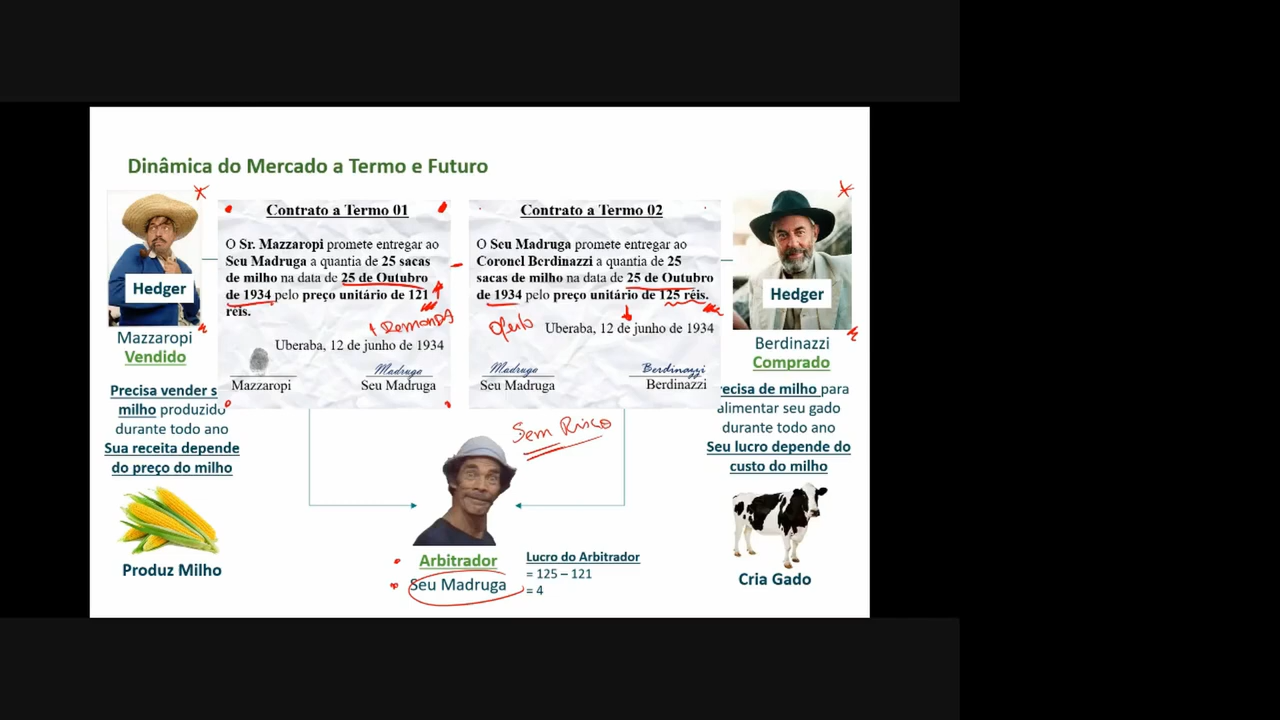 Dinâmica do Mercado a Termo e Futuro
Contrato a Termo 01
O Sr. Mazzaropi promete entregar ao
Seu Madruga a quantia de 25 sacas
de milho na data de 25 de Outubro
de 1934 pelo preço unitário de 121
réis.
+ Demanda
Uberaba, 12 de junho de 1934
Madruga
Mazzaropi
Seu Madruga
Contrato a Termo 02
O Seu Madruga promete entregar ao
Coronel Berdinazzi a quantia de 25
sacas de milho na data de 25 de Outubro
de 1934 pelo preço unitário de 125 réis.
Uberaba, 12 de junho de 1934
Madruga
Berdinazzi
Seu Madruga
Berdinazzi
Hedger
Mazzaropi
Vendido
Precisa vender s
milho produzido
durante todo ano
Sua receita depende
do preço do milho
Produz Milho
Hedger
Berdinazzi
Comprado
recisa de milho para
alimentar seu gado
durante todo ano
Seu lucro depende do
custo do milho
Cria Gado
Sem Risco
Arbitrador
Seu Madruga
Lucro do Arbitrador
= 125 – 121
= 4